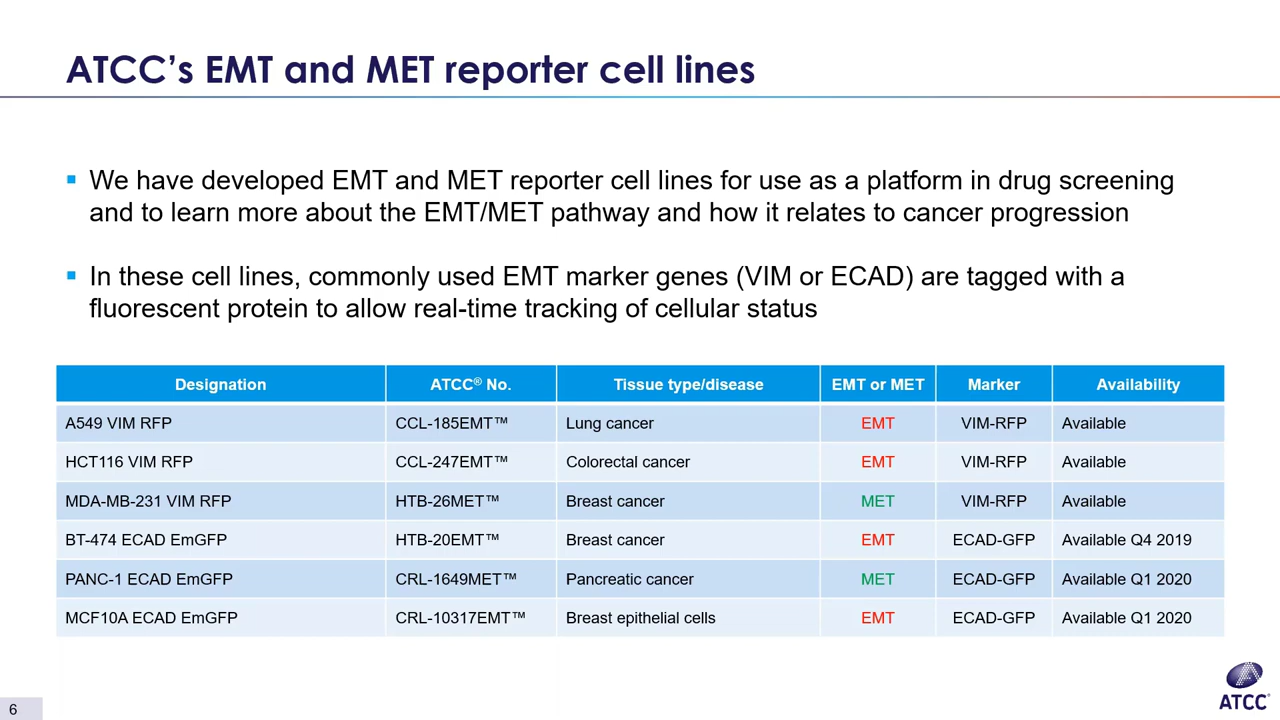 ATCC’s EMT and MET reporter cell lines
▪ We have developed EMT and MET reporter cell lines for use as a platform in drug screening
and to learn more about the EMT/MET pathway and how it relates to cancer progression
▪ In these cell lines, commonly used EMT marker genes (VIM or ECAD) are tagged with a
fluorescent protein to allow real-time tracking of cellular status
Designation ATCC® No. Tissue type/disease EMT or MET Marker Availability
A549 VIM RFP CCL-185EMT™ Lung cancer EMT VIM-RFP Available
HCT116 VIM RFP CCL-247EMT™ Colorectal cancer EMT VIM-RFP Available
MDA-MB-231 VIM RFP HTB-26MET™ Breast cancer MET VIM-RFP Available
BT-474 ECAD EmGFP HTB-20EMT™ Breast cancer EMT ECAD-GFP Available Q4 2019
PANC-1 ECAD EmGFP CRL-1649MET™ Pancreatic cancer MET ECAD-GFP Available Q1 2020
MCF10A ECAD EmGFP CRL-10317EMT™ Breast epithelial cells EMT ECAD-GFP Available Q1 2020
6
ATCC®